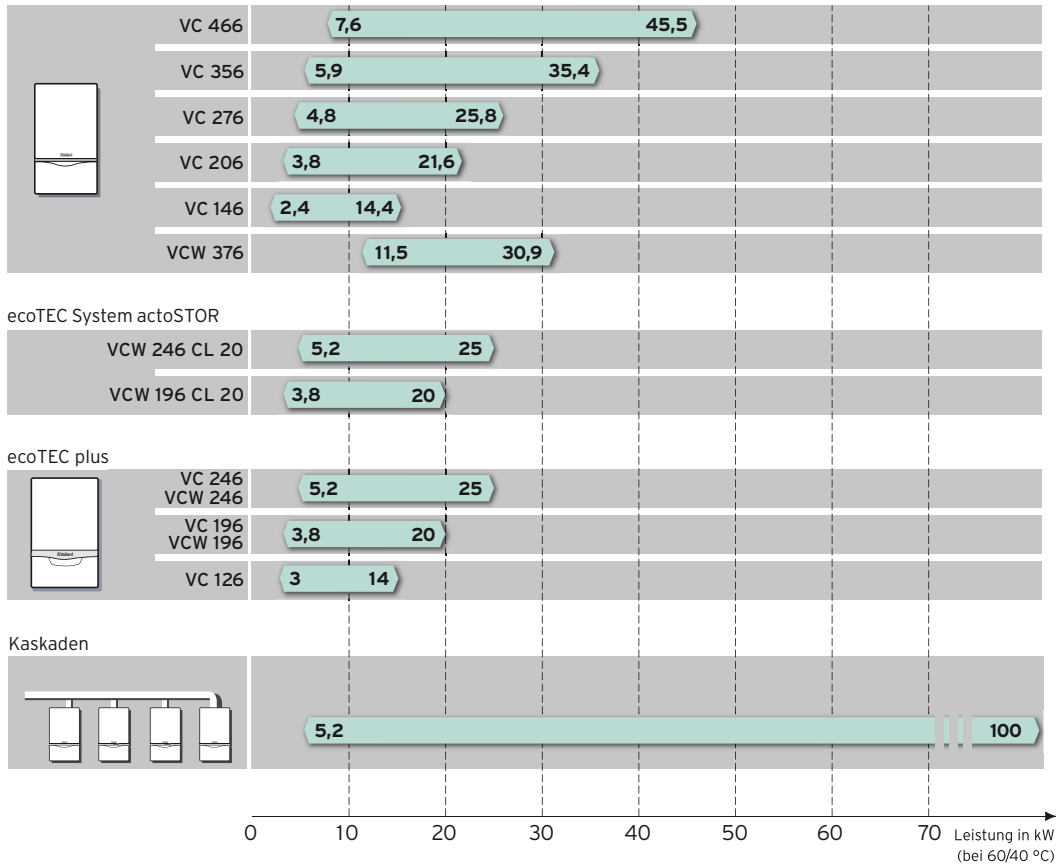 VC 466 7,6 45,5
VC 356 5,9 35,4
VC 276 4,8 25,8
VC 206 3,8 21,6
VC 146 2,4 14,4
VCW 376 11,5 30,9
ecoTEC System actoSTOR
VCW 246 CL 20 5,2 25
VCW 196 CL 20 3,8 20
ecoTEC plus
VC 246
VCW 246 5,2 25
VC 196
VCW 196 3,8 20
VC 126 3 14
Kaskaden
5,2 100
0 10 20 30 40 50 60 70 Leistung in kW
(bei 60/40 °C)